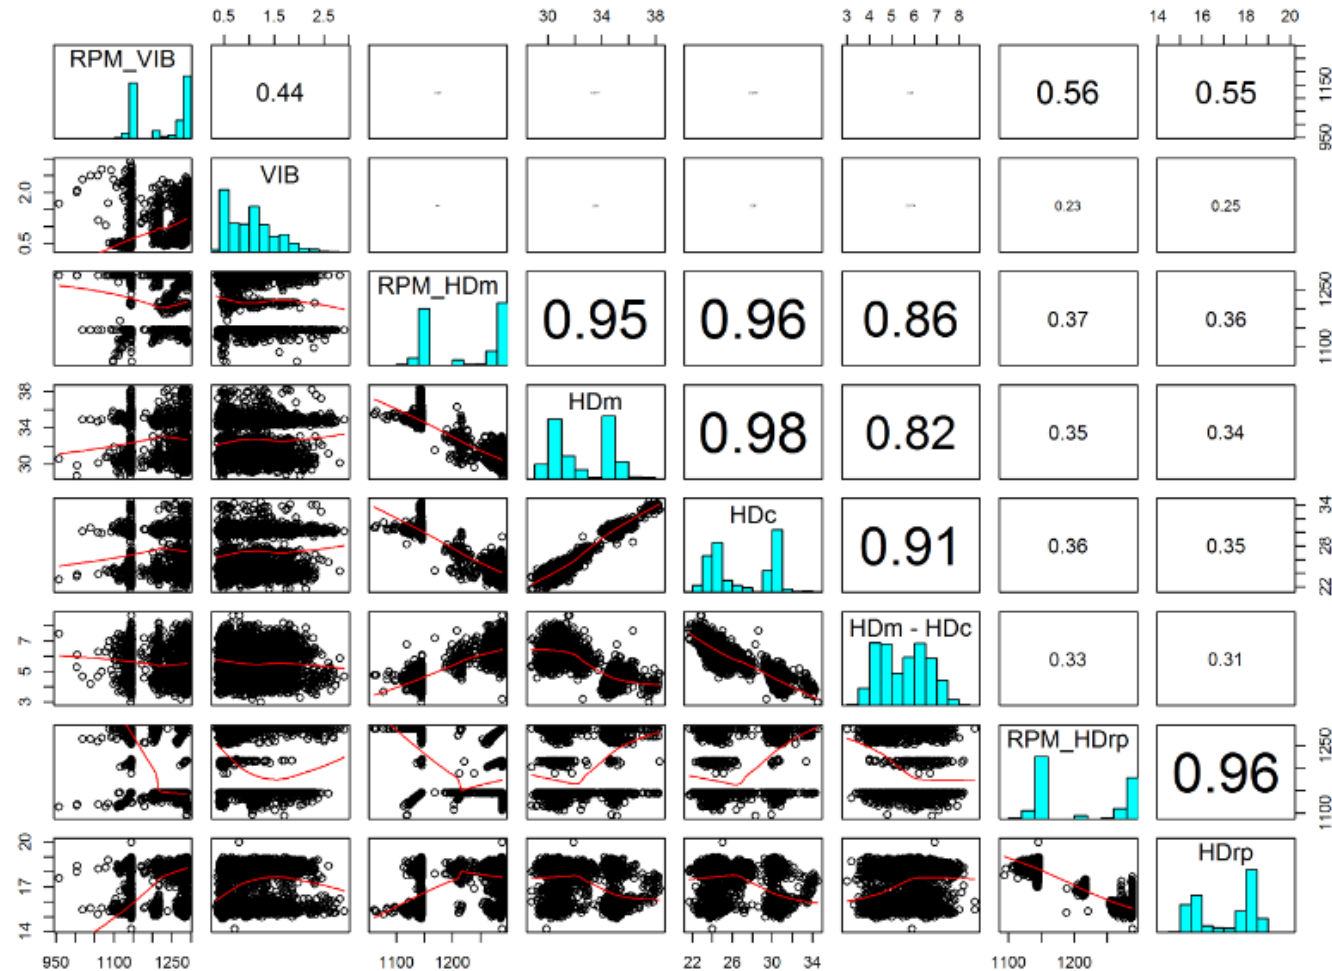 0.5 1.5 2.5 30 34 38 3 4 5 6 7 8 14 16 18 20
RPM_VIB 0.44 0.56 0.55 950 1150
0.5 2.0 VIB 0.23 0.25
RPM_HDm 0.95 0.96 0.86 0.37 0.36 1100 1250
30 34 38 HDm 0.98 0.82 0.35 0.34
HDc 0.91 0.36 0.35 22 28 34
3 5 7 HDm - HDc 0.33 0.31
RPM_HDrp 0.96 1100 1250
14 17 20 HDrp
950 1100 1250 1100 1200 22 26 30 34 1100 1200